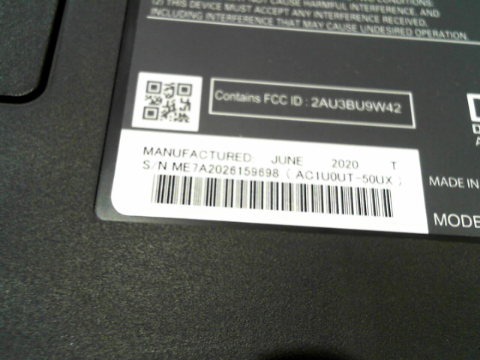 (2) THIS DEVICE MUST ACCEPT ANY INTERFERENCE RECEIVED,
INCLUDING INTERFERENCE THAT MAY CAUSE UNDESIRED OPERATION.
Contains FCC ID : 2AU3BU9W42
MANUFACTURED JUNE 2020 T
S/N ME7A2026159698 ( AC1U0UT-50UX )
MADE IN
MODE